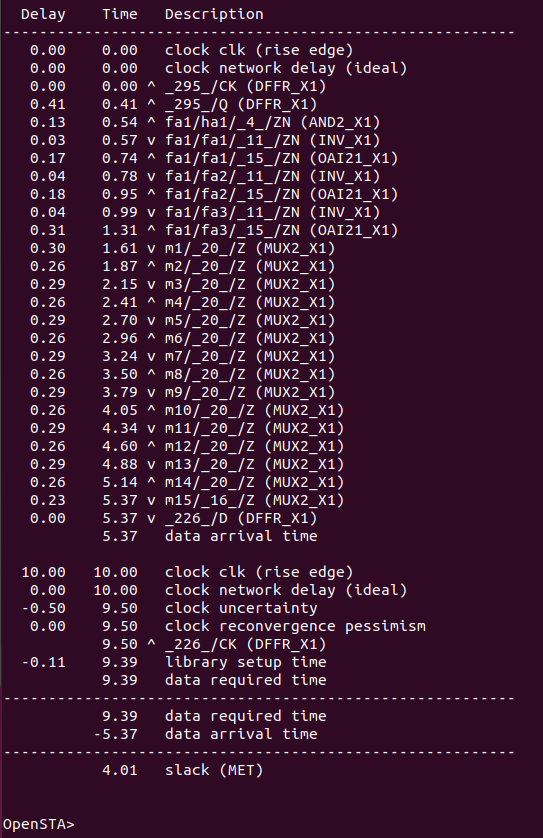 Delay    Time   Description
---------------------------------------------------------
   0.00    0.00   clock clk (rise edge)
   0.00    0.00   clock network delay (ideal)
   0.00    0.00 ^ _295_/CK (DFFR_X1)
   0.41    0.41 ^ _295_/Q (DFFR_X1)
   0.13    0.54 ^ fa1/ha1/_4_/ZN (AND2_X1)
   0.03    0.57 v fa1/fa1/_11_/ZN (INV_X1)
   0.17    0.74 ^ fa1/fa1/_15_/ZN (OAI21_X1)
   0.04    0.78 v fa1/fa2/_11_/ZN (INV_X1)
   0.18    0.95 ^ fa1/fa2/_15_/ZN (OAI21_X1)
   0.04    0.99 v fa1/fa3/_11_/ZN (INV_X1)
   0.31    1.31 ^ fa1/fa3/_15_/ZN (OAI21_X1)
   0.30    1.61 v m1/_20_/Z (MUX2_X1)
   0.26    1.87 ^ m2/_20_/Z (MUX2_X1)
   0.29    2.15 v m3/_20_/Z (MUX2_X1)
   0.26    2.41 ^ m4/_20_/Z (MUX2_X1)
   0.29    2.70 v m5/_20_/Z (MUX2_X1)
   0.26    2.96 ^ m6/_20_/Z (MUX2_X1)
   0.29    3.24 v m7/_20_/Z (MUX2_X1)
   0.26    3.50 ^ m8/_20_/Z (MUX2_X1)
   0.29    3.79 v m9/_20_/Z (MUX2_X1)
   0.26    4.05 ^ m10/_20_/Z (MUX2_X1)
   0.29    4.34 v m11/_20_/Z (MUX2_X1)
   0.26    4.60 ^ m12/_20_/Z (MUX2_X1)
   0.29    4.88 v m13/_20_/Z (MUX2_X1)
   0.26    5.14 ^ m14/_20_/Z (MUX2_X1)
   0.23    5.37 v m15/_16_/Z (MUX2_X1)
   0.00    5.37 v _226_/D (DFFR_X1)
           5.37   data arrival time

  10.00   10.00   clock clk (rise edge)
   0.00   10.00   clock network delay (ideal)
  -0.50    9.50   clock uncertainty
   0.00    9.50   clock reconvergence pessimism
           9.50 ^ _226_/CK (DFFR_X1)
  -0.11    9.39   library setup time
           9.39   data required time
---------------------------------------------------------
           9.39   data required time
          -5.37   data arrival time
---------------------------------------------------------
           4.01   slack (MET)

OpenSTA>